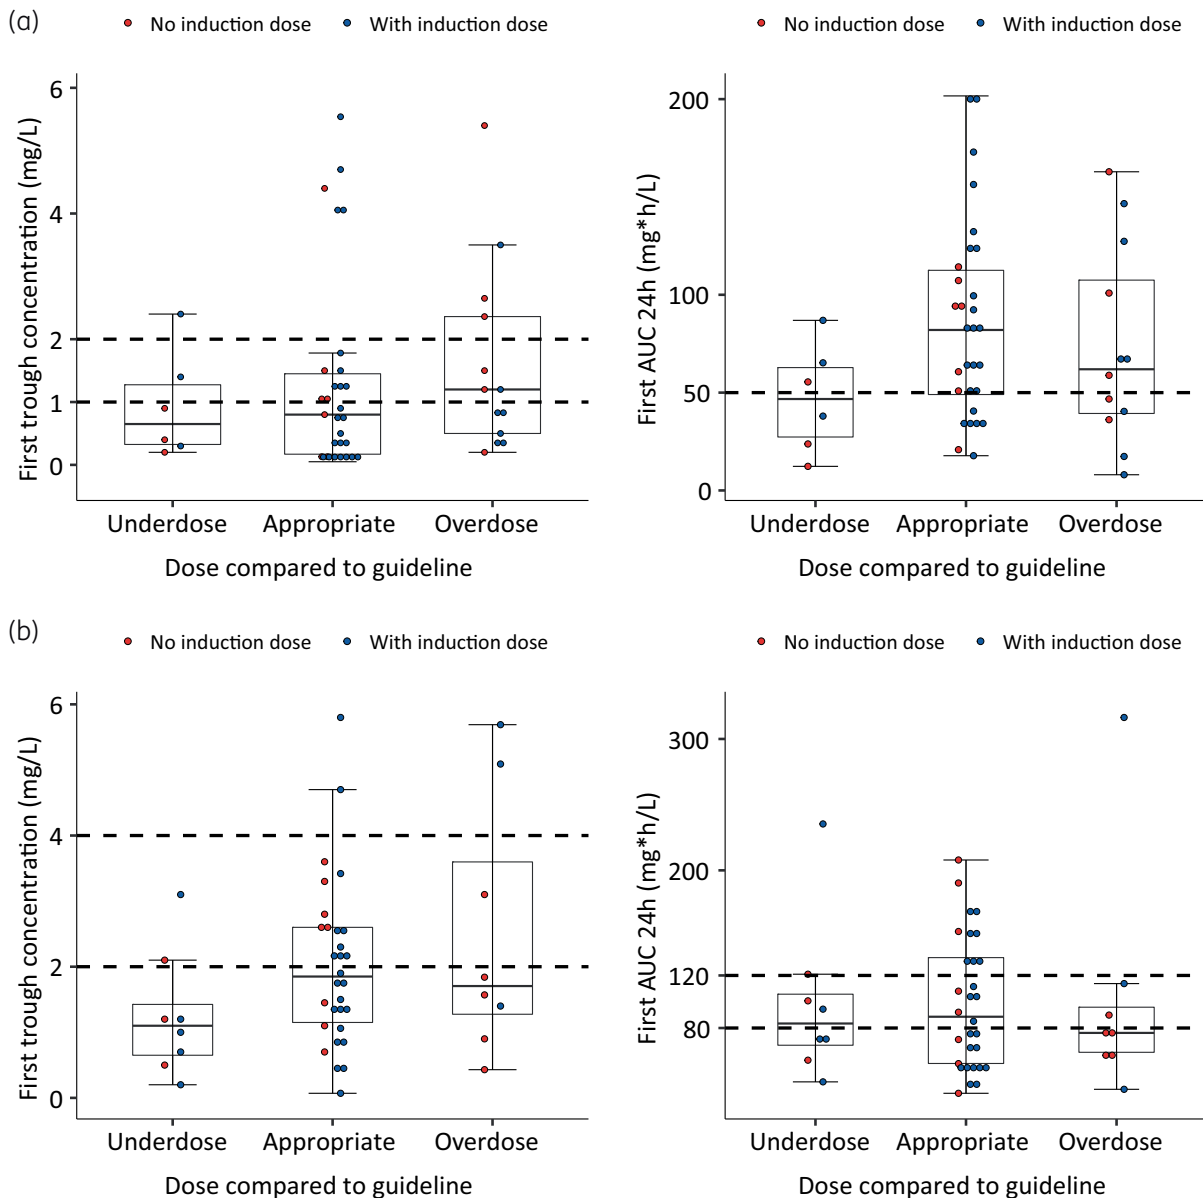 (a)
No induction dose With induction dose
First trough concentration (mg/L)
6
4
2
1
0
Underdose Appropriate Overdose
Dose compared to guideline
No induction dose With induction dose
First AUC 24h (mg*h/L)
200
100
50
0
Underdose Appropriate Overdose
Dose compared to guideline
(b)
No induction dose With induction dose
First trough concentration (mg/L)
6
4
2
0
Underdose Appropriate Overdose
Dose compared to guideline
No induction dose With induction dose
First AUC 24h (mg*h/L)
300
200
120
80
Underdose Appropriate Overdose
Dose compared to guideline